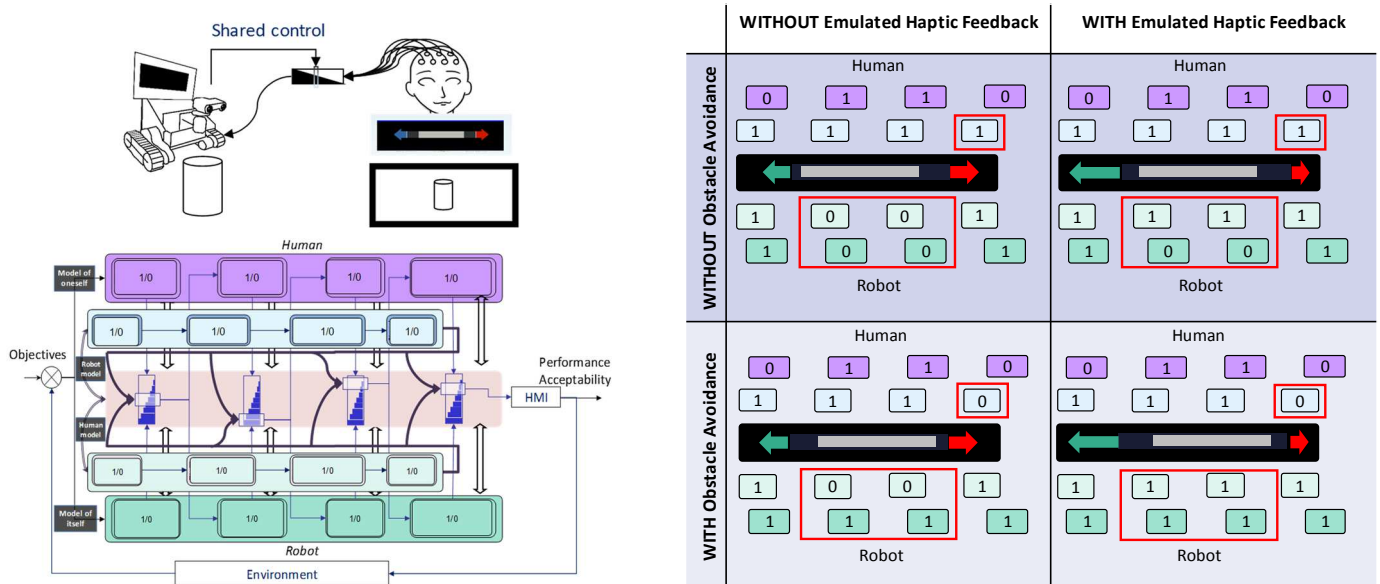 Shared control
Human
Model of
oneself
1/0 1/0 1/0 1/0
1/0 1/0 1/0 1/0
Objectives
Robot
model
Performance
Acceptability
HMI
Human
model
1/0 1/0 1/0 1/0
Model of
itself
1/0 1/0 1/0 1/0
Robot
Environment
WITHOUT Emulated Haptic Feedback
WITH Emulated Haptic Feedback
WITHOUT Obstacle Avoidance
Human
0 1 1 0
1 1 1 1
1 0 0 1
1 0 0 1
Robot
Human
0 1 1 0
1 1 1 1
1 1 1 1
1 0 0 1
Robot
WITH Obstacle Avoidance
Human
0 1 1 0
1 1 1 0
1 0 0 1
1 1 1 1
Robot
Human
0 1 1 0
1 1 1 0
1 1 1 1
1 1 1 1
Robot